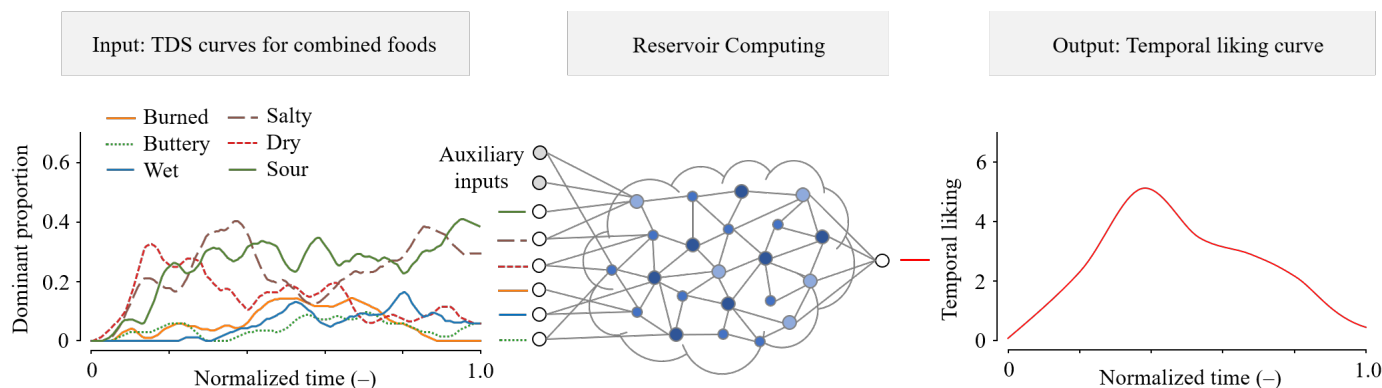 Input: TDS curves for combined foods
Reservoir Computing
Output: Temporal liking curve
Burned
Buttery
Wet
Salty
Dry
Sour
Dominant proportion
0.6
0.4
0.2
0
0
1.0
Normalized time (–)
Auxiliary
inputs
Temporal liking
6
4
2
0
0
1.0
Normalized time (–)